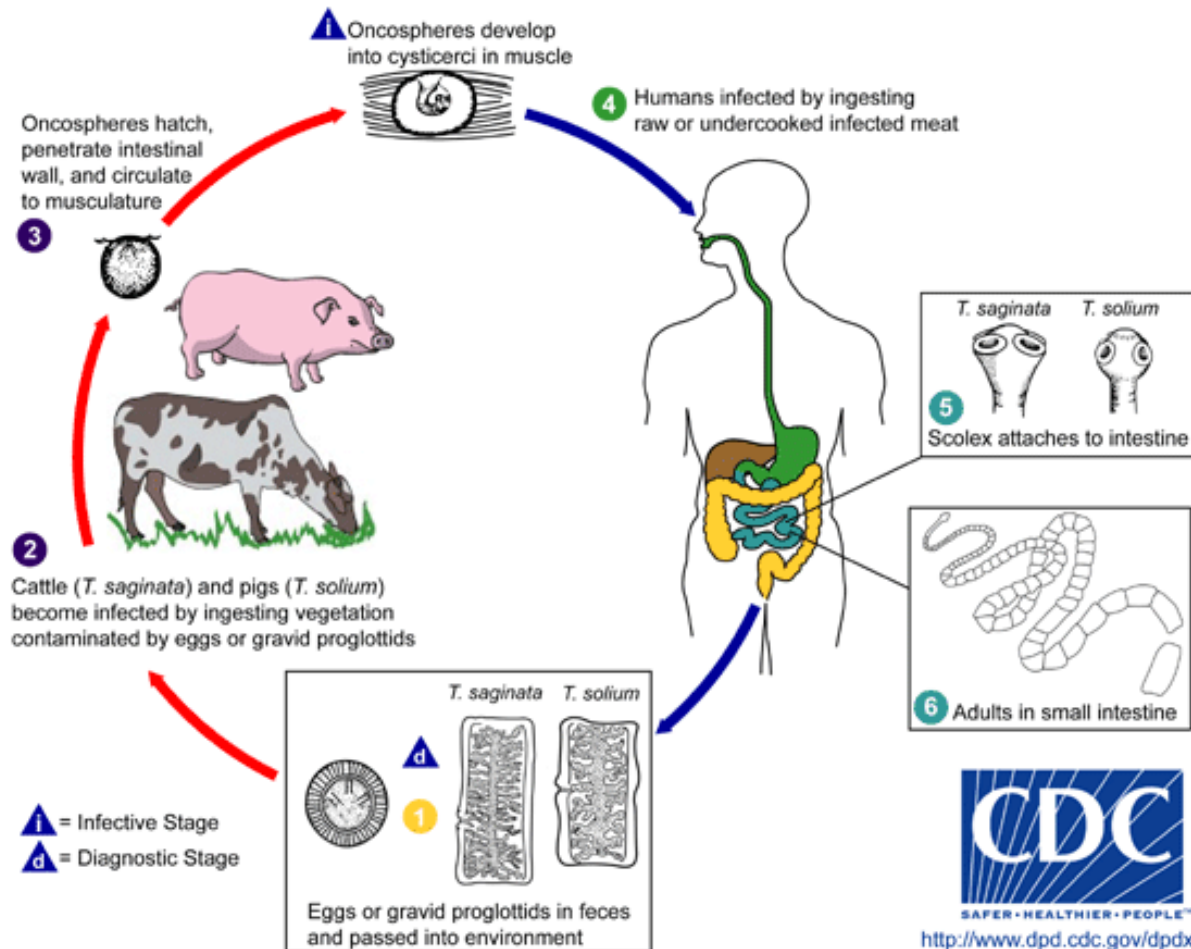 i
Oncospheres develop
into cysticerci in muscle
4
Humans infected by ingesting
raw or undercooked infected meat
Oncospheres hatch,
penetrate intestinal
wall, and circulate
to musculature
3
T. saginata T. solium
5
Scolex attaches to intestine
2
Cattle (T. saginata) and pigs (T. solium)
become infected by ingesting vegetation
contaminated by eggs or gravid proglottids
6 Adults in small intestine
T. saginata T. solium
d
1
Eggs or gravid proglottids in feces
and passed into environment
i = Infective Stage
d = Diagnostic Stage
CDC
SAFER•HEALTHIER•PEOPLE™
http://www.dpd.cdc.gov/dpdx